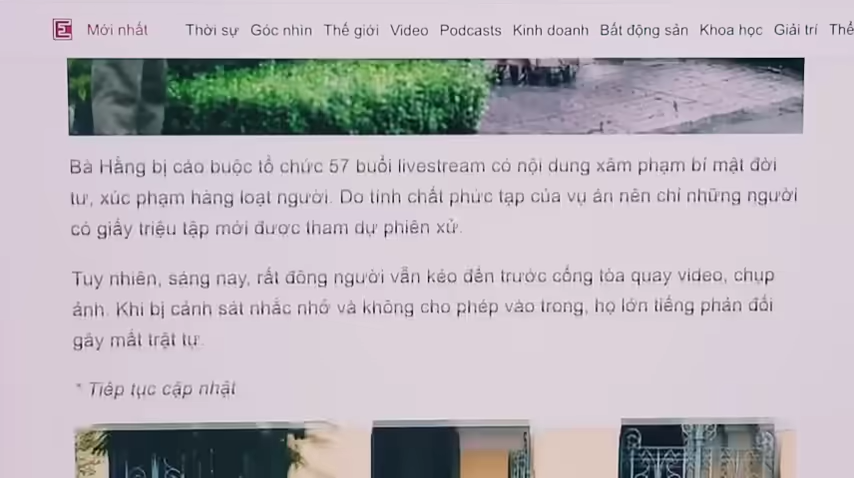 Mới nhất Thời sự Góc nhìn Thế giới Video Podcasts Kinh doanh Bất động sản Khoa học Giải trí Thể
Bà Hằng bị cáo buộc tổ chức 57 buổi livestream có nội dung xâm phạm bí mật đời
tư, xúc phạm hàng loạt người. Do tính chất phức tạp của vụ án nên chỉ những người
có giấy triệu tập mới được tham dự phiên xử.
Tuy nhiên, sáng nay, rất đông người vẫn kéo đến trước cổng tòa quay video, chụp
ảnh. Khi bị cảnh sát nhắc nhở và không cho phép vào trong, họ lớn tiếng phản đối
gây mất trật tự.
* Tiếp tục cập nhật